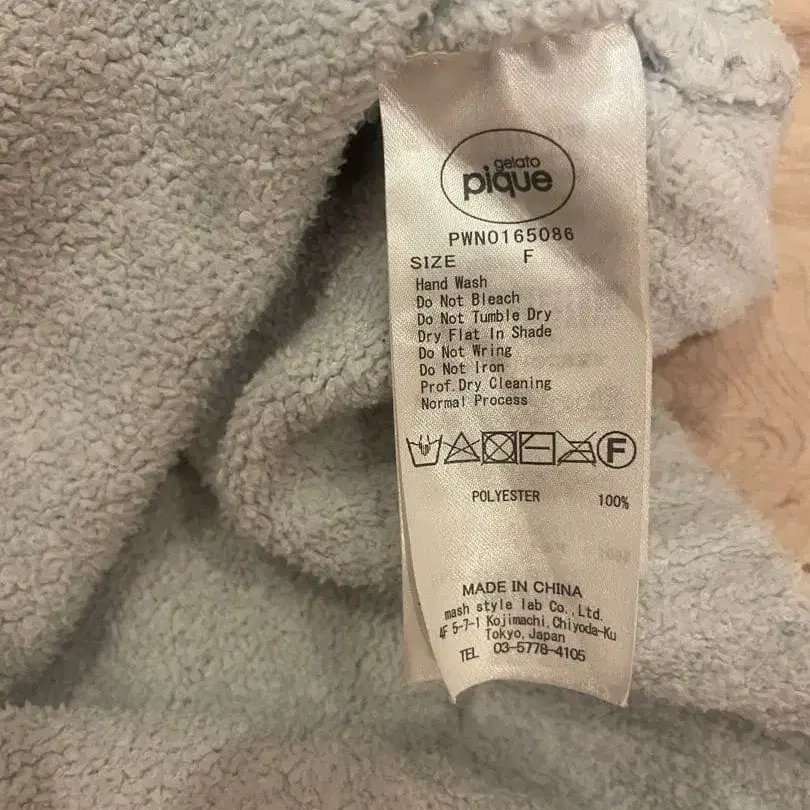 gelato
pique
PWNO165086
SIZE F
Hand Wash
Do Not Bleach
Do Not Tumble Dry
Dry Flat In Shade
Do Not Wring
Do Not Iron
Prof.Dry Cleaning
Normal Process
F
POLYESTER 100%
MADE IN CHINA
mash style lab Co.,Ltd.
4F 5-7-1 Kojimachi,Chiyoda-Ku
Tokyo,Japan
TEL 03-5778-4105